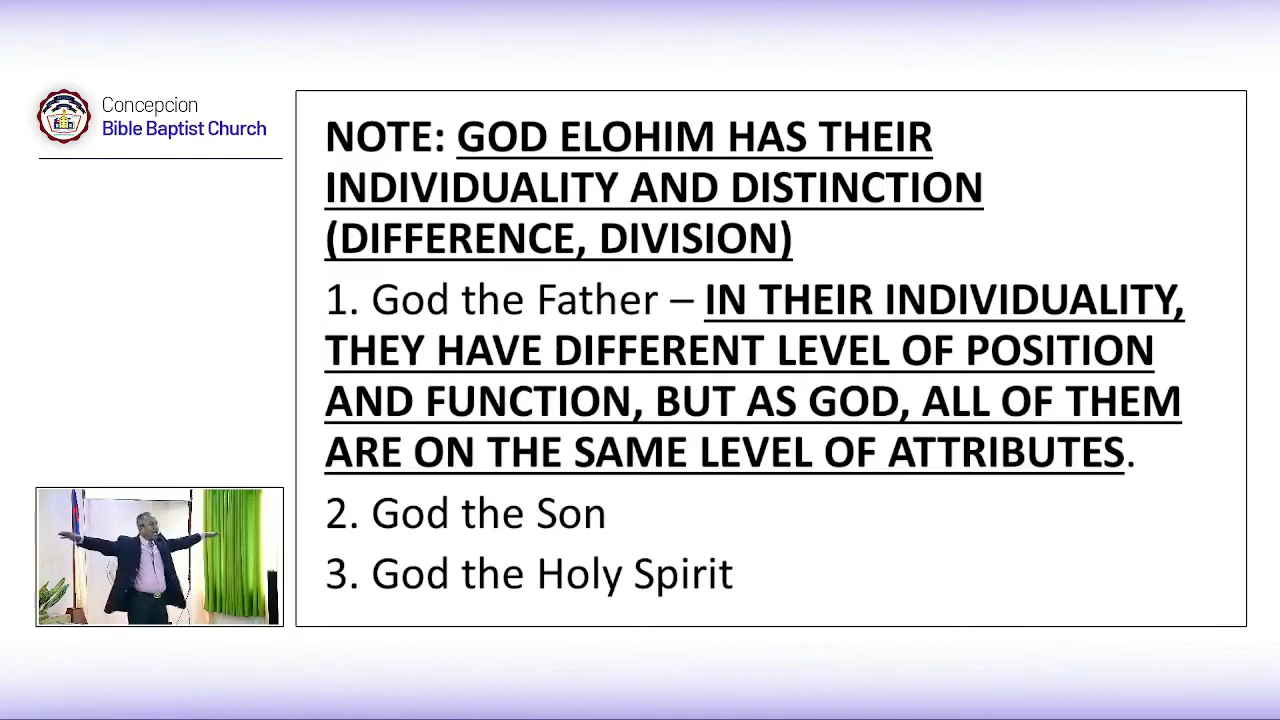 Concepcion
Bible Baptist Church
NOTE: GOD ELOHIM HAS THEIR
INDIVIDUALITY AND DISTINCTION
(DIFFERENCE, DIVISION)
1. God the Father – IN THEIR INDIVIDUALITY,
THEY HAVE DIFFERENT LEVEL OF POSITION
AND FUNCTION, BUT AS GOD, ALL OF THEM
ARE ON THE SAME LEVEL OF ATTRIBUTES.
2. God the Son
3. God the Holy Spirit